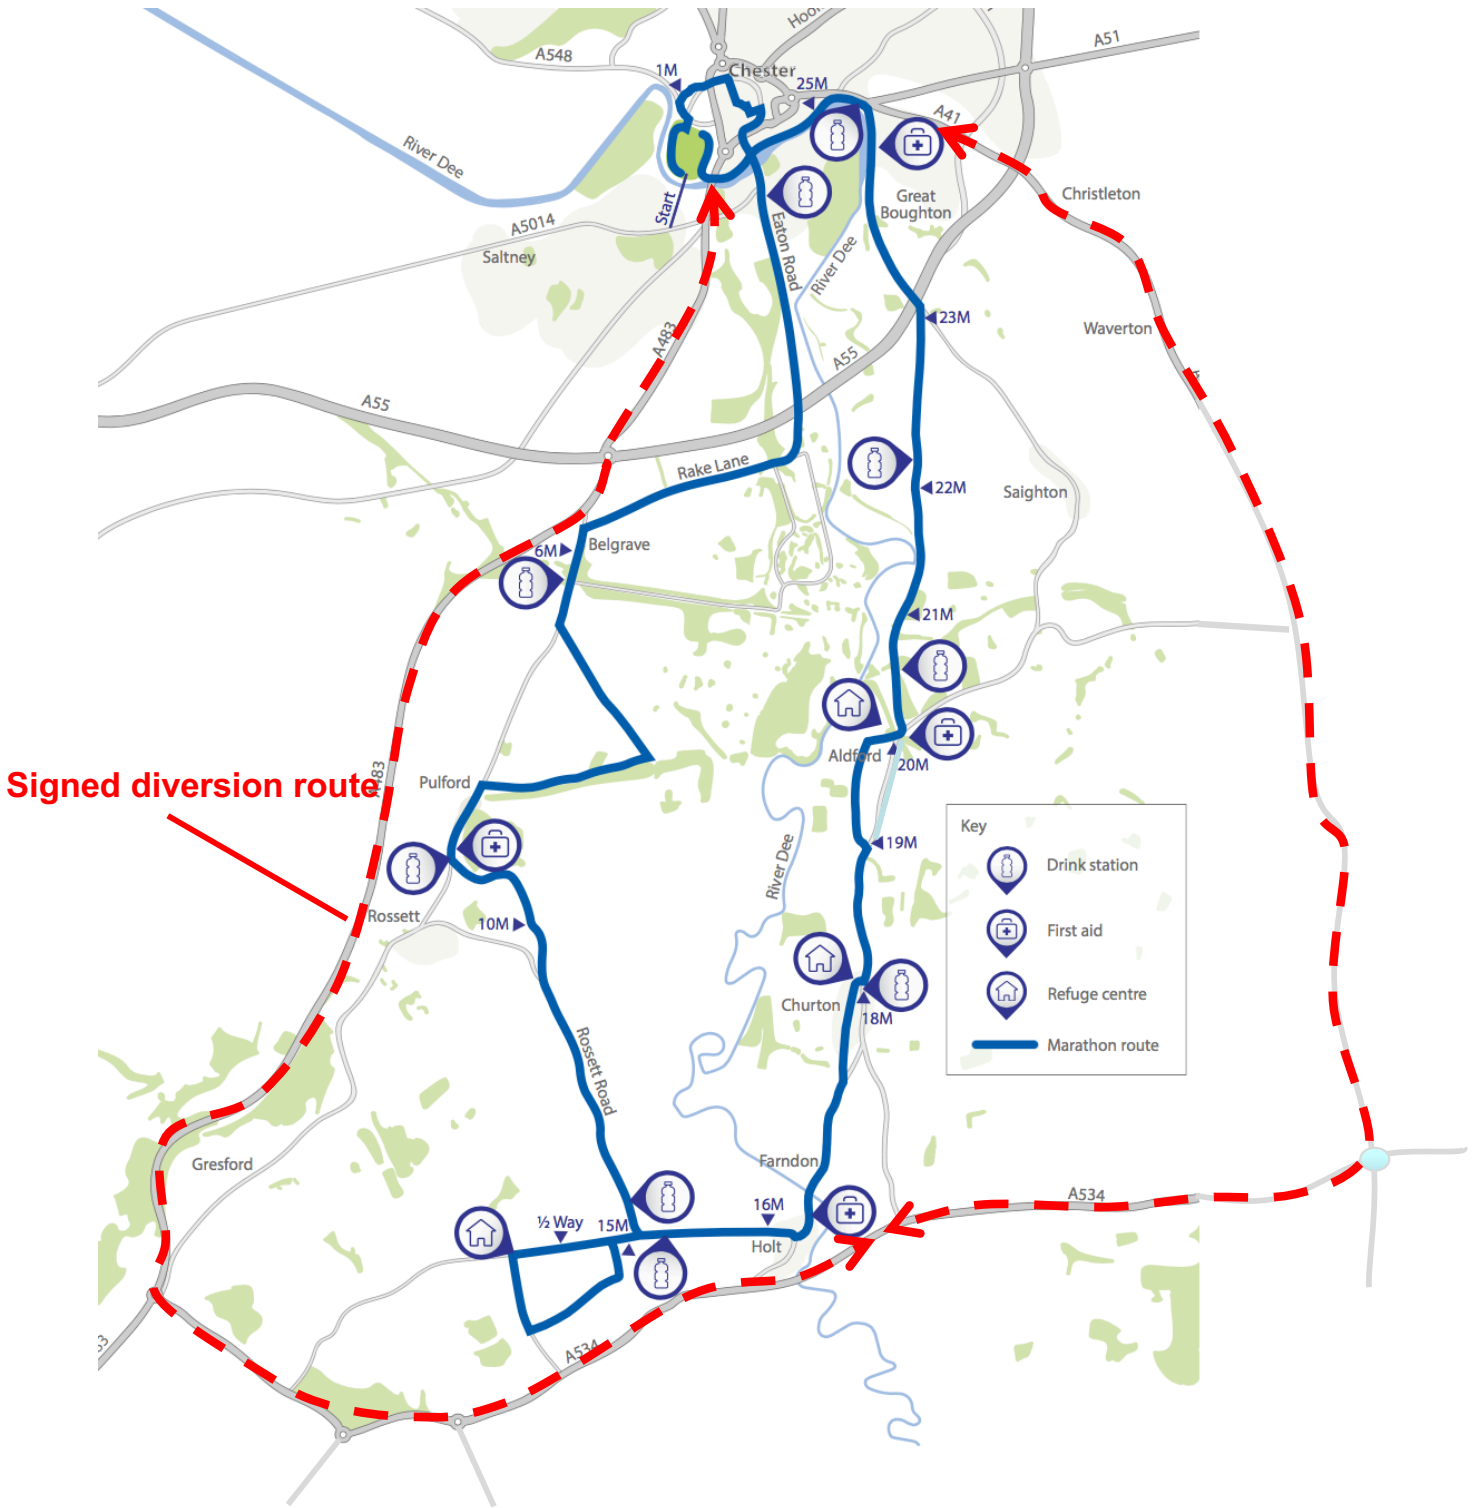 Hoo
A548
A51
1M
Chester
25M
A41
River Dee
Christleton
Great
Boughton
Start
A5014
Eaton Road
River Dee
Saltney
23M
Waverton
A483
A55
A55
Rake Lane
22M
Saighton
6M
Belgrave
21M
Aldford
20M
Pulford
Signed diversion route
A483
River Dee
Key
19M
Drink station
Rossett
10M
First aid
Churton
18M
Refuge centre
Rossett Road
Marathon route
Gresford
Farndon
16M
A534
½ Way
15M
Holt
A534